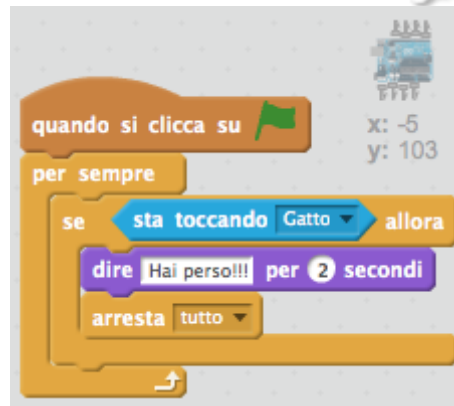 quando si clicca su
x: -5
y: 103
per sempre
se sta toccando Gatto allora
dire Hai perso!!! per 2 secondi
arresta tutto